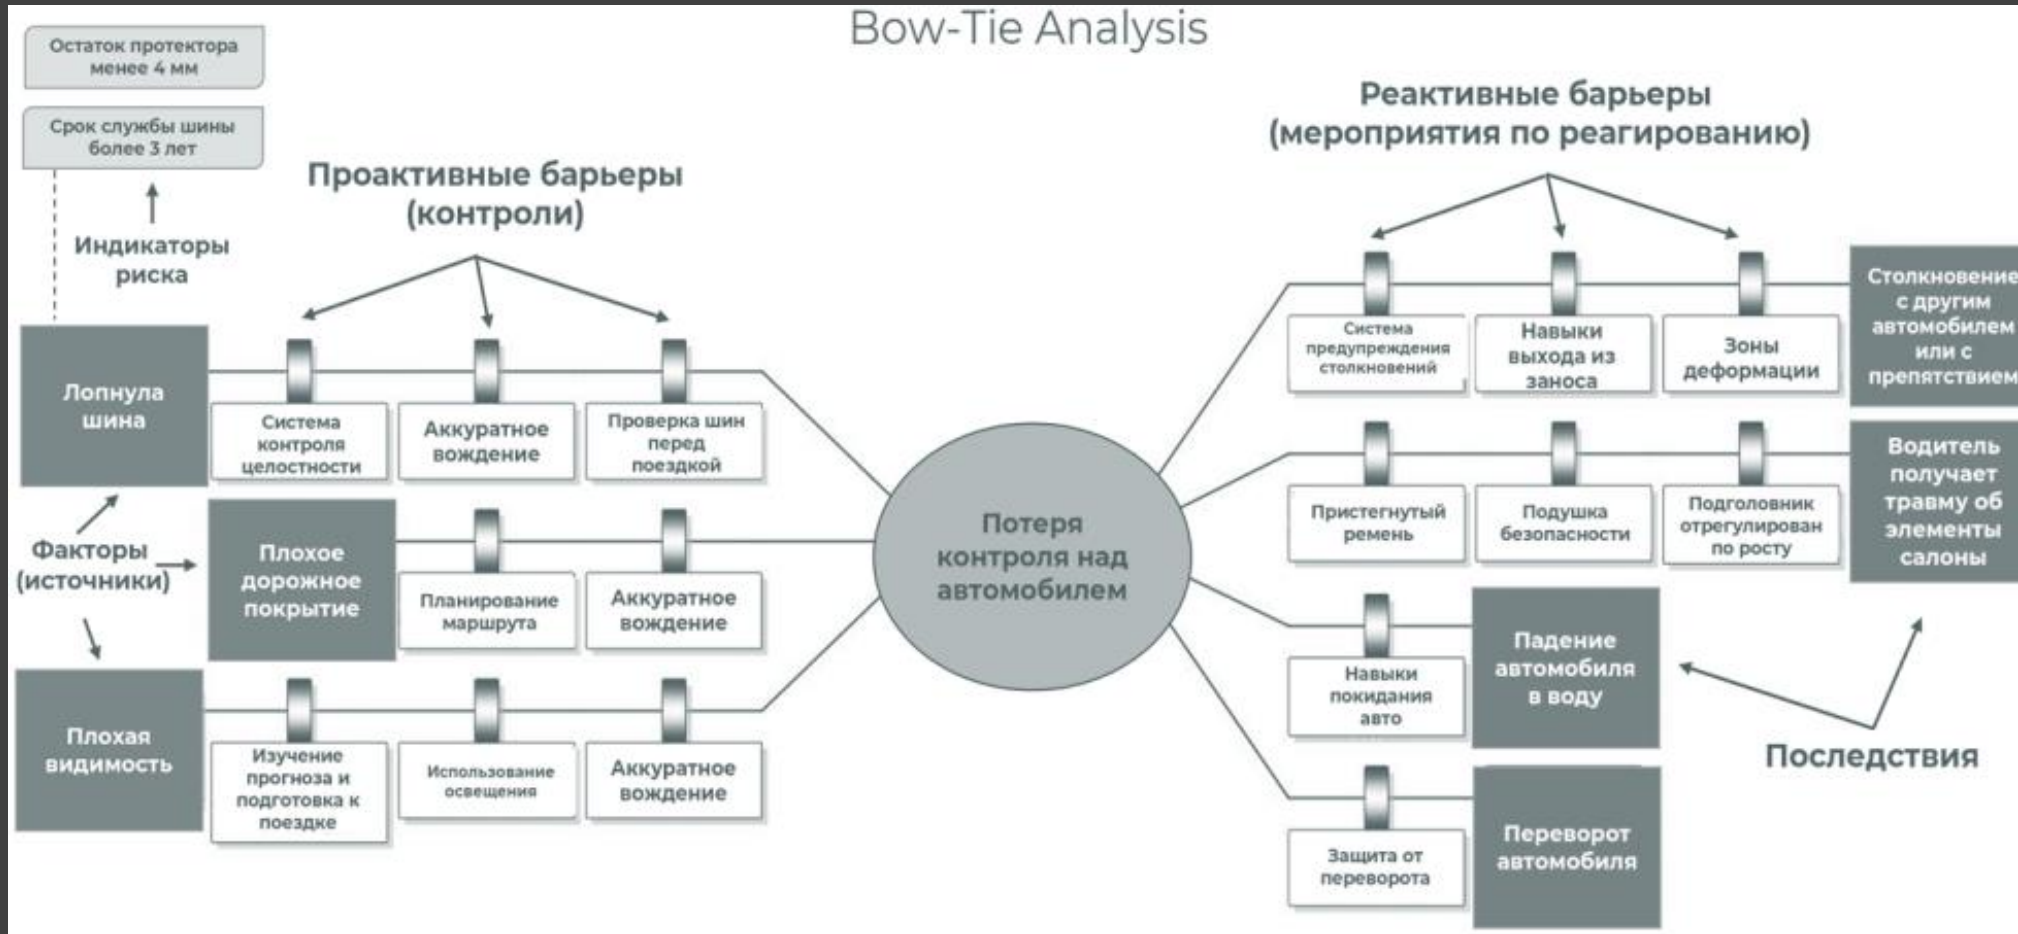 Bow-Tie Analysis
Остаток протектора
менее 4 мм
Срок службы шины
более 3 лет
Индикаторы
риска
Проактивные барьеры
(контроли)
Реактивные барьеры
(мероприятия по реагированию)
Лопнула
шина
Система
контроля
целостности
Аккуратное
вождение
Проверка шин
перед
поездкой
Факторы
(источники)
Плохое
дорожное
покрытие
Планирование
маршрута
Аккуратное
вождение
Плохая
видимость
Изучение
прогноза и
подготовка к
поездке
Использование
освещения
Аккуратное
вождение
Потеря
контроля над
автомобилем
Система
предупреждения
столкновений
Навыки
выхода из
заноса
Зоны
деформации
Столкновение
с другим
автомобилем
или с
препятствием
Пристегнутый
ремень
Подушка
безопасности
Подголовник
отрегулирован
по росту
Водитель
получает
травму об
элементы
салоны
Навыки
покидания
авто
Падение
автомобиля
в воду
Последствия
Защита от
переворота
Переворот
автомобиля